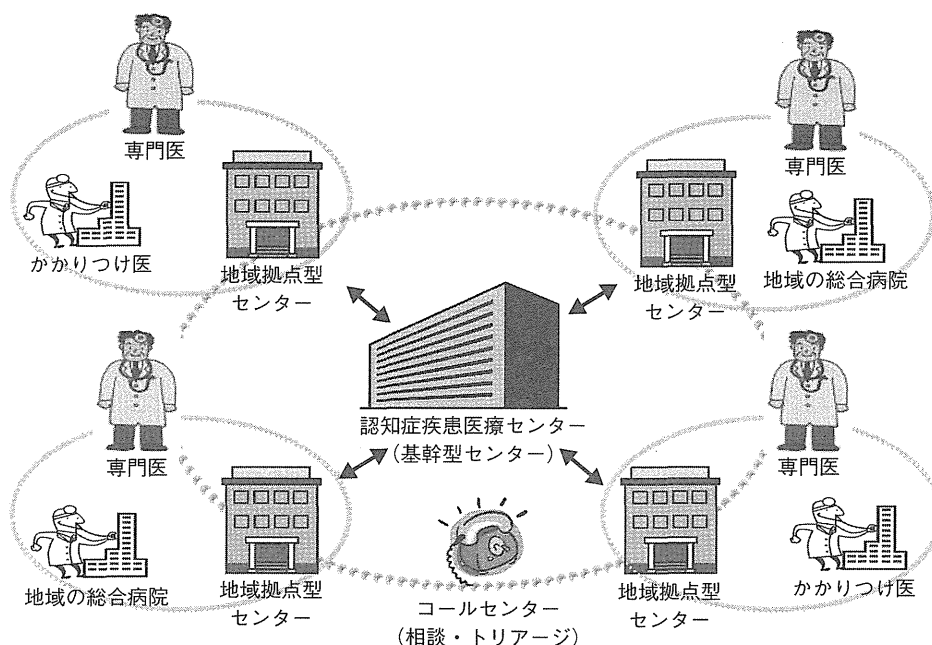 専門医
かかりつけ医
地域拠点型
センター
専門医
地域拠点型
センター
地域の総合病院
認知症疾患医療センター
(基幹型センター)
専門医
地域の総合病院
地域拠点型
センター
コールセンター
(相談・トリアージ)
専門医
地域拠点型
センター
かかりつけ医